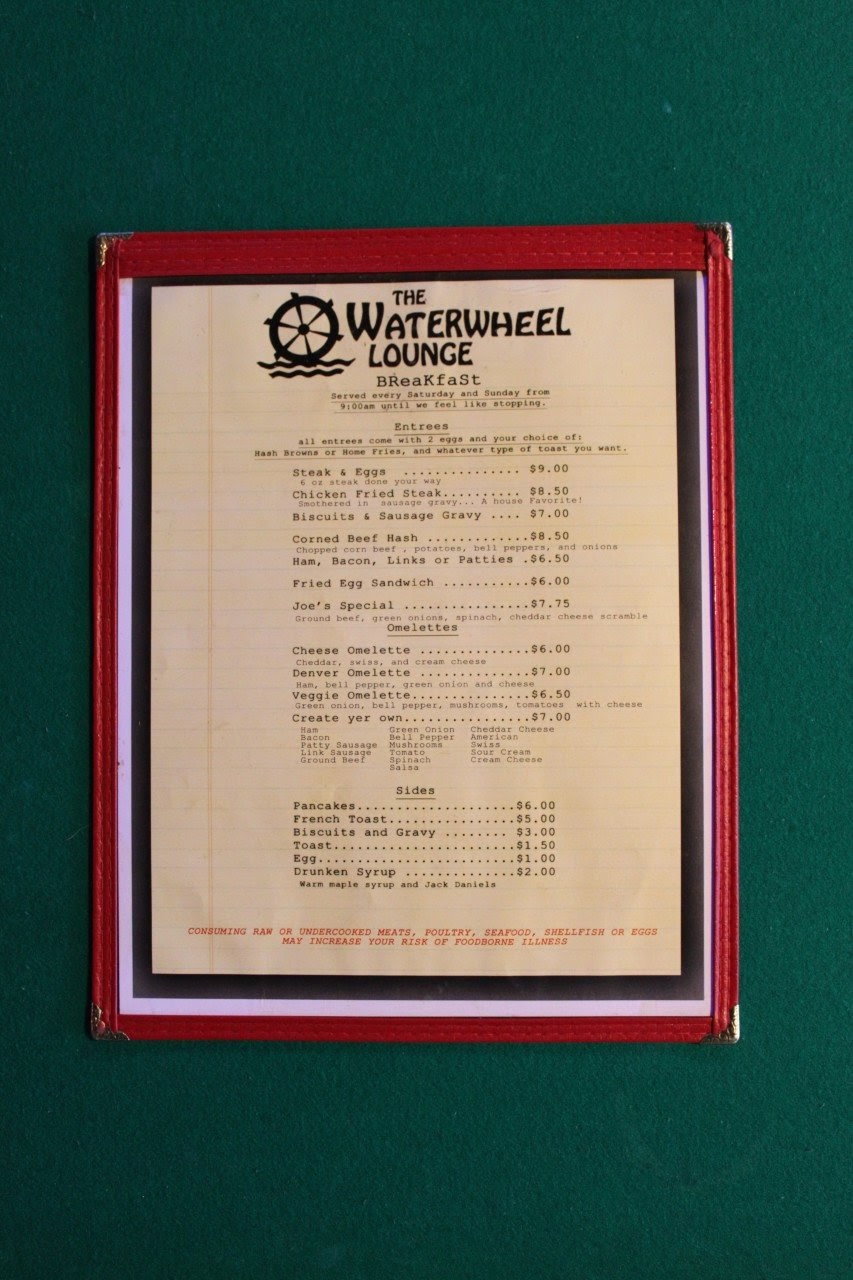 THE
WATERWHEEL
LOUNGE
BReaKfaSt
Served every Saturday and Sunday from
9:00am until we feel like stopping.
Entrees
all entrees come with 2 eggs and your choice of:
Hash Browns or Home Fries, and whatever type of toast you want.
Steak & Eggs ............... $9.00
6 oz steak done your way
Chicken Fried Steak.......... $8.50
Smothered in sausage gravy... A house Favorite!
Biscuits & Sausage Gravy .... $7.00
Corned Beef Hash .............$8.50
Chopped corn beef , potatoes, bell peppers, and onions
Ham, Bacon, Links or Patties .$6.50
Fried Egg Sandwich ...........$6.00
Joe's Special ................$7.75
Ground beef, green onions, spinach, cheddar cheese scramble
Omelettes
Cheese Omelette ..............$6.00
Cheddar, swiss, and cream cheese
Denver Omelette ..............$7.00
Ham, bell pepper, green onion and cheese
Veggie Omelette...............$6.50
Green onion, bell pepper, mushrooms, tomatoes with cheese
Create yer own................$7.00
Ham Green Onion Cheddar Cheese
Bacon Bell Pepper American
Patty Sausage Mushrooms Swiss
Link Sausage Tomato Sour Cream
Ground Beef Spinach Cream Cheese
Salsa
Sides
Pancakes....................$6.00
French Toast................$5.00
Biscuits and Gravy ........ $3.00
Toast.......................$1.50
Egg.........................$1.00
Drunken Syrup ..............$2.00
Warm maple syrup and Jack Daniels
CONSUMING RAW OR UNDERCOOKED MEATS, POULTRY, SEAFOOD, SHELLFISH OR EGGS
MAY INCREASE YOUR RISK OF FOODBORNE ILLNESS